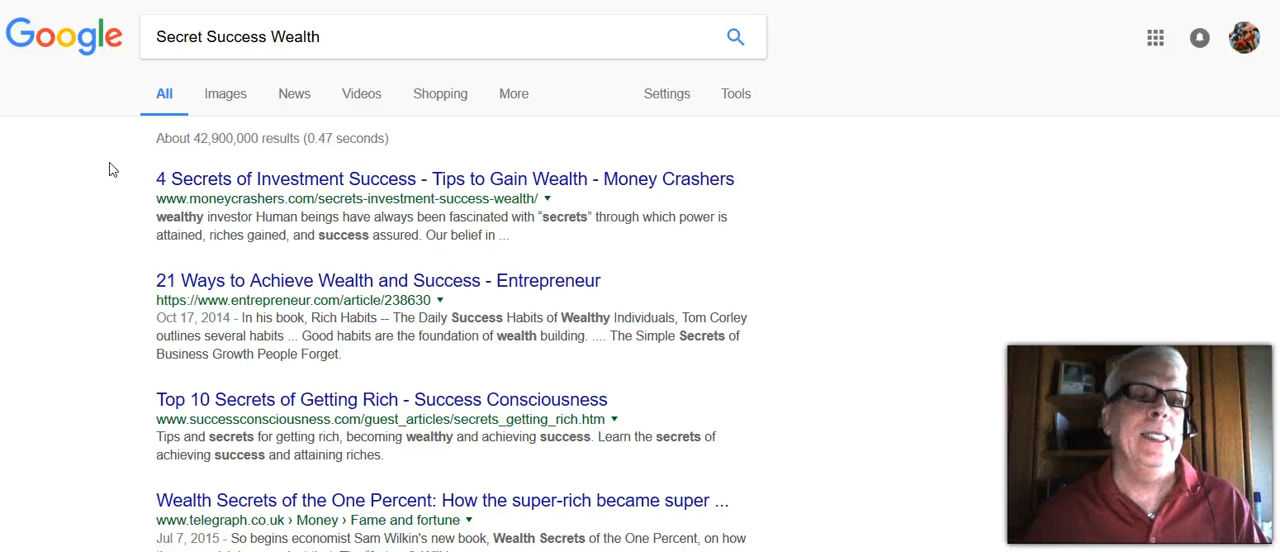 Google
Secret Success Wealth
All Images News Videos Shopping More Settings Tools
About 42,900,000 results (0.47 seconds)
4 Secrets of Investment Success - Tips to Gain Wealth - Money Crashers
www.moneycrashers.com/secrets-investment-success-wealth/
wealthy investor Human beings have always been fascinated with “secrets” through which power is
attained, riches gained, and success assured. Our belief in ...
21 Ways to Achieve Wealth and Success - Entrepreneur
https://www.entrepreneur.com/article/238630
Oct 17, 2014 - In his book, Rich Habits -- The Daily Success Habits of Wealthy Individuals, Tom Corley
outlines several habits ... Good habits are the foundation of wealth building. .... The Simple Secrets of
Business Growth People Forget.
Top 10 Secrets of Getting Rich - Success Consciousness
www.successconsciousness.com/guest_articles/secrets_getting_rich.htm
Tips and secrets for getting rich, becoming wealthy and achieving success. Learn the secrets of
achieving success and attaining riches.
Wealth Secrets of the One Percent: How the super-rich became super ...
www.telegraph.co.uk › Money › Fame and fortune
Jul 7, 2015 - So begins economist Sam Wilkin's new book, Wealth Secrets of the One Percent, on how